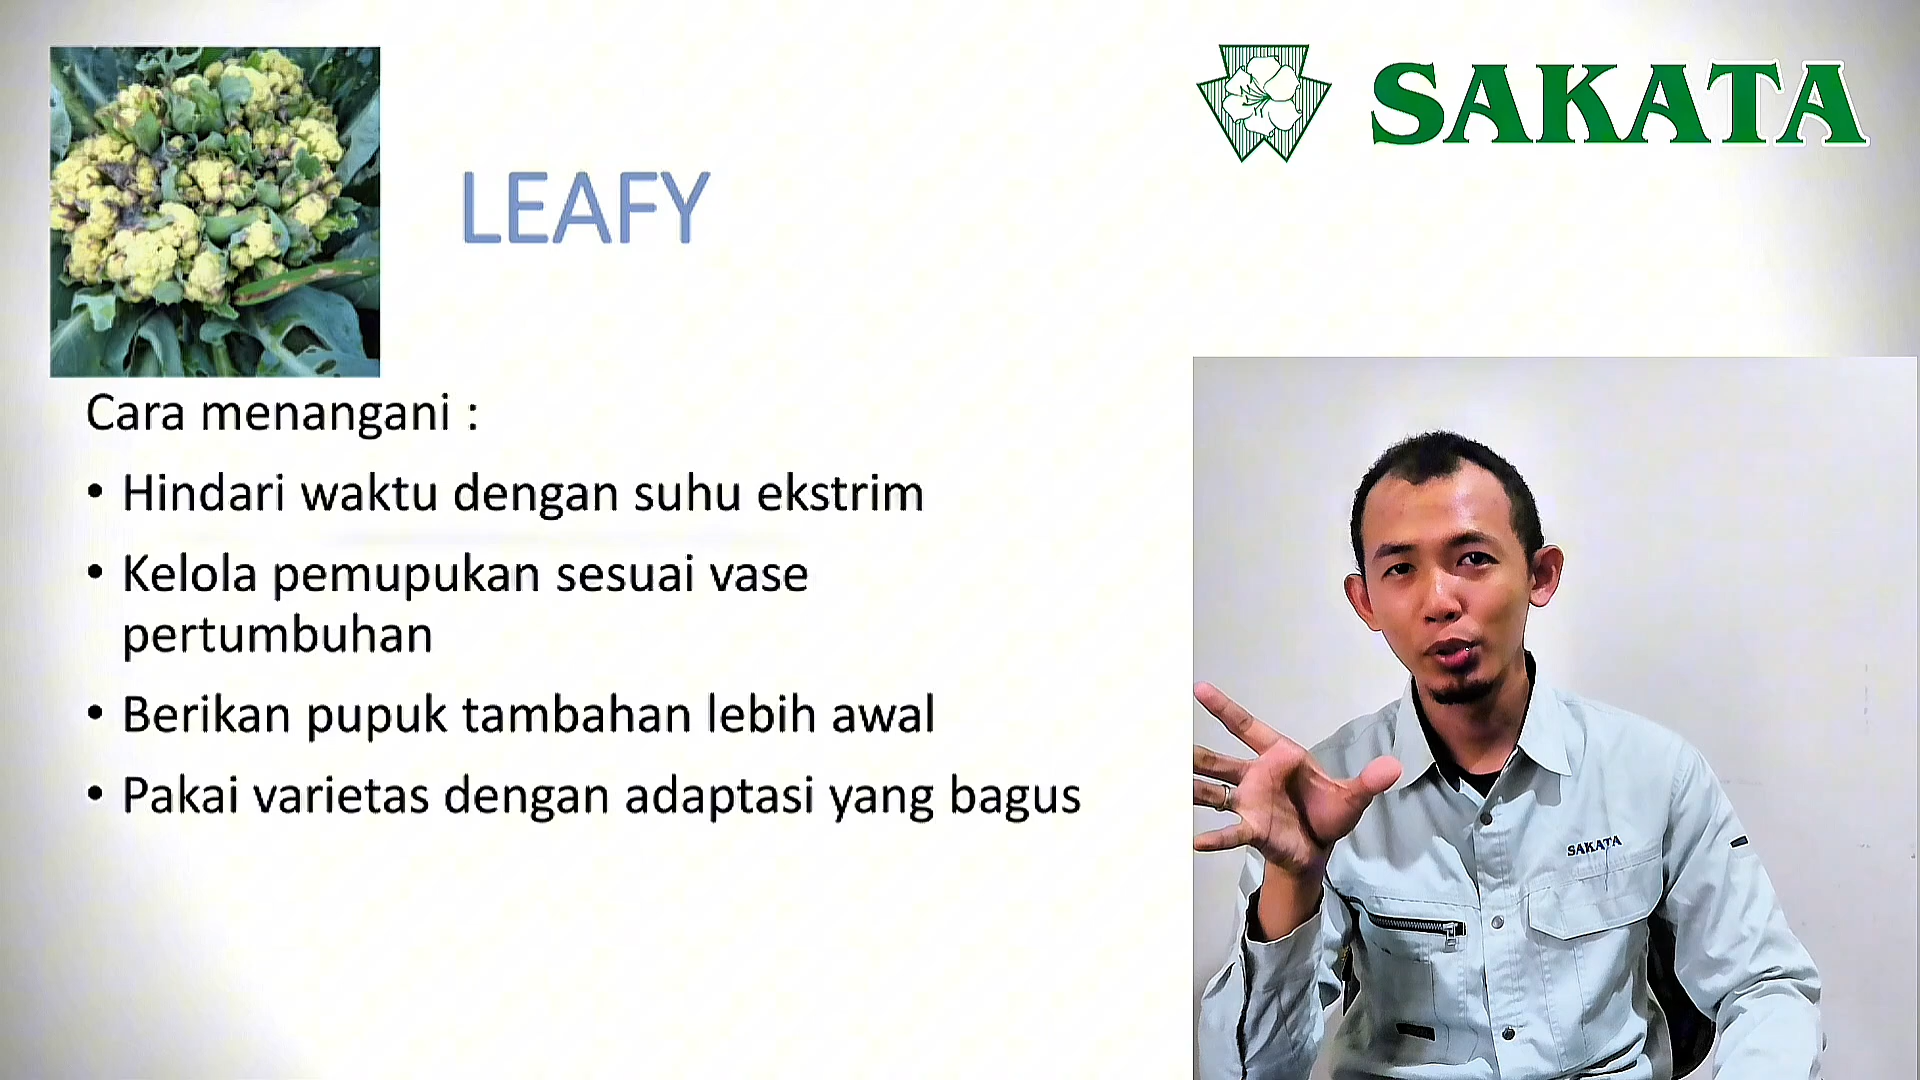 SAKATA
LEAFY
Cara menangani :
• Hindari waktu dengan suhu ekstrim
• Kelola pemupukan sesuai vase
pertumbuhan
• Berikan pupuk tambahan lebih awal
• Pakai varietas dengan adaptasi yang bagus
SAKATA